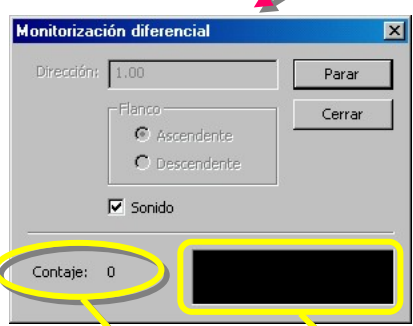 Monitorización diferencial
Dirección: 1.00 Parar
Flanco Cerrar
Ascendente
Descendente
Sonido
Contaje: 0